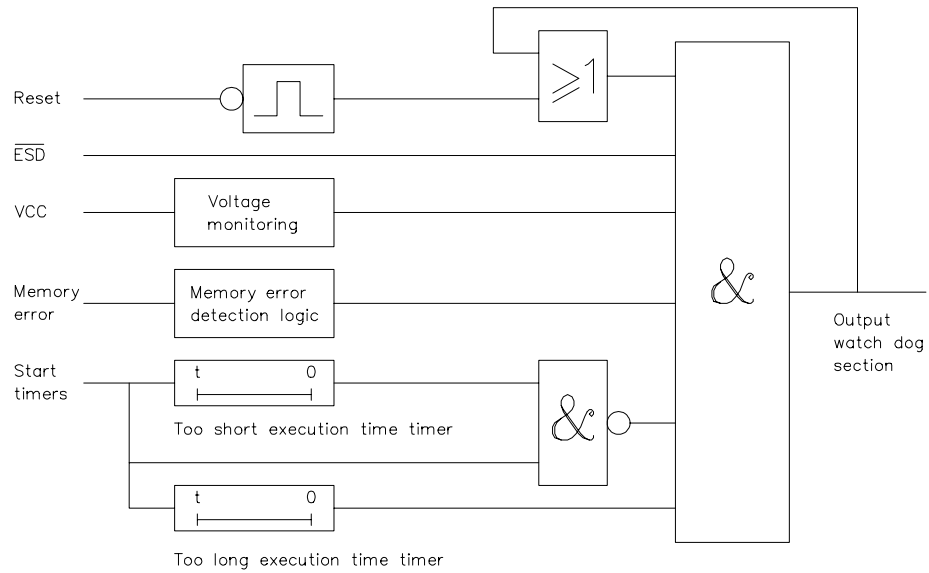 Reset
≥1
ESD
VCC
Voltage
monitoring
&
Memory
error
Memory error
detection logic
Output
watch dog
section
Start
timers
t 0
&
Too short execution time timer
t 0
Too long execution time timer